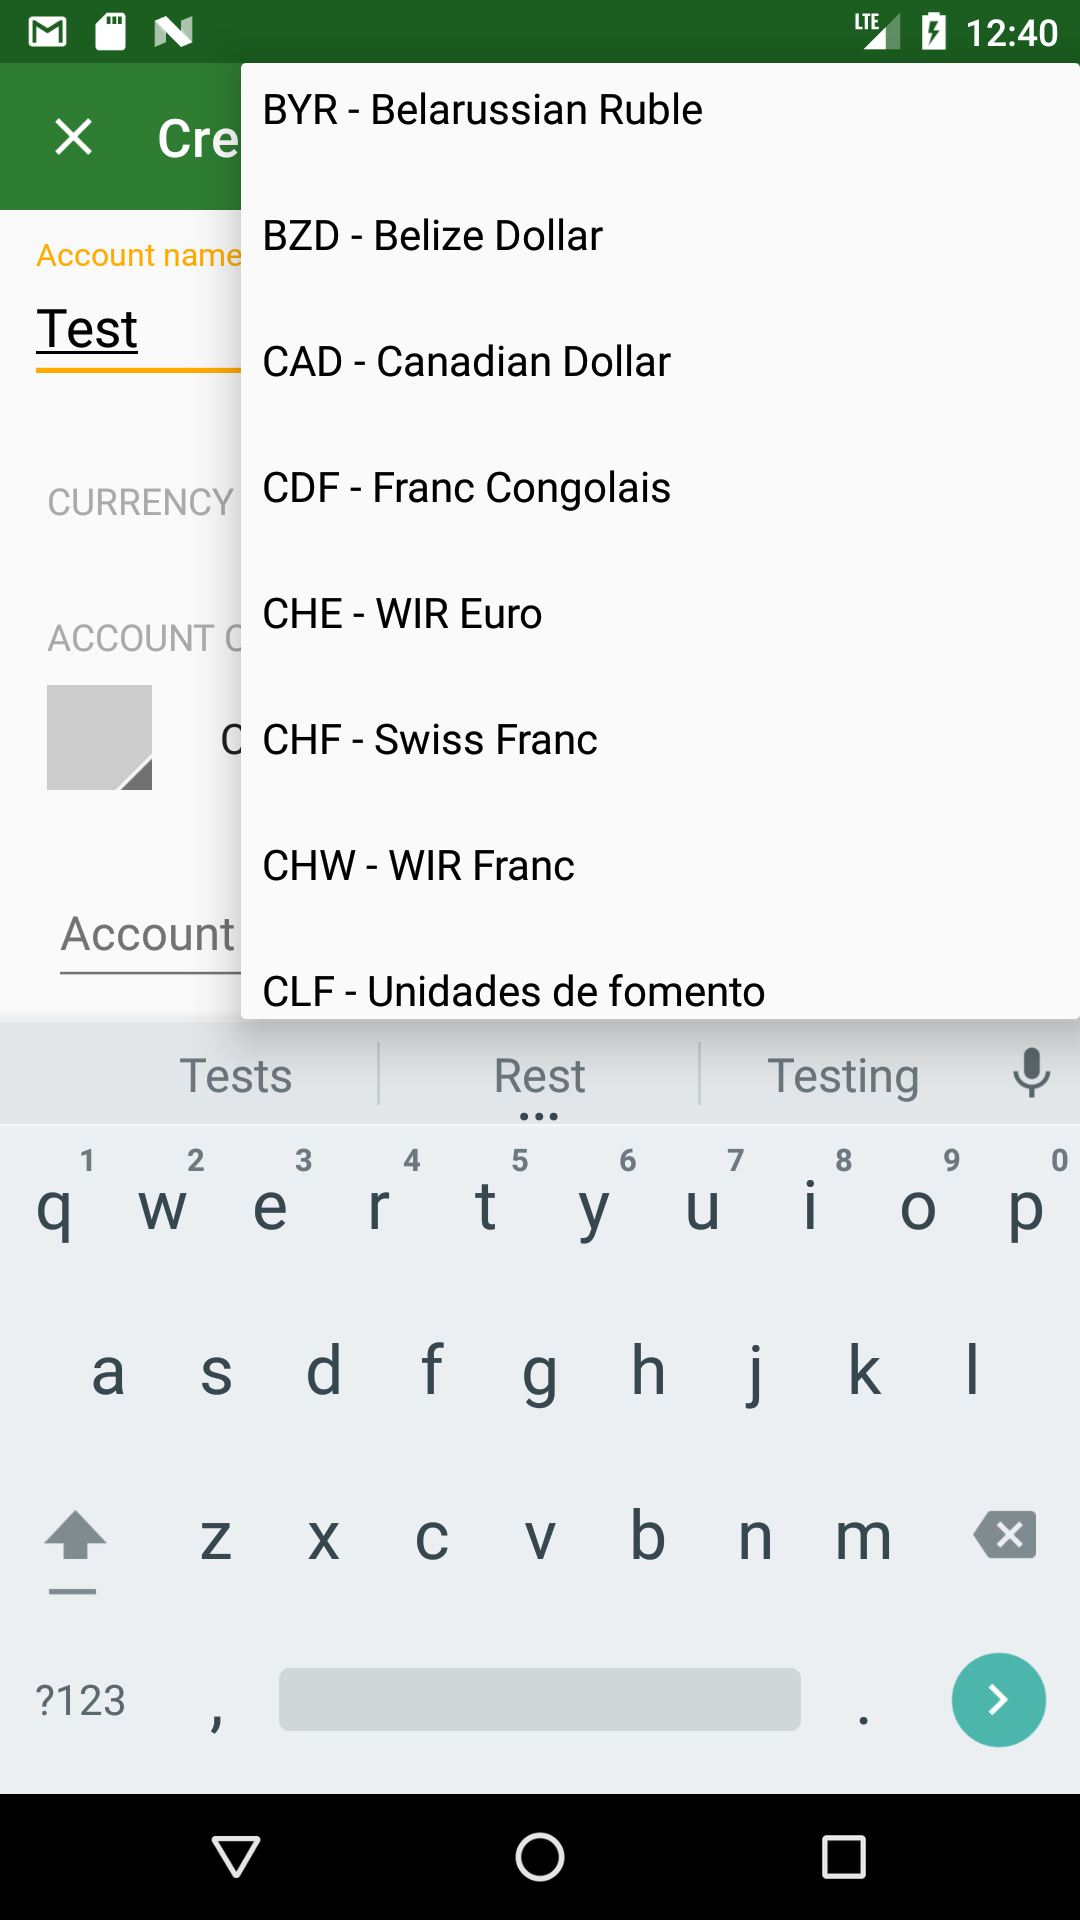 LTE 12:40
Cre
Account name
Test
CURRENCY
ACCOUNT C
Account
BYR - Belarussian Ruble
BZD - Belize Dollar
CAD - Canadian Dollar
CDF - Franc Congolais
CHE - WIR Euro
CHF - Swiss Franc
CHW - WIR Franc
CLF - Unidades de fomento
Tests Rest Testing
1 2 3 4 5 6 7 8 9 0
q w e r t y u i o p
a s d f g h j k l
z x c v b n m
?123 , .